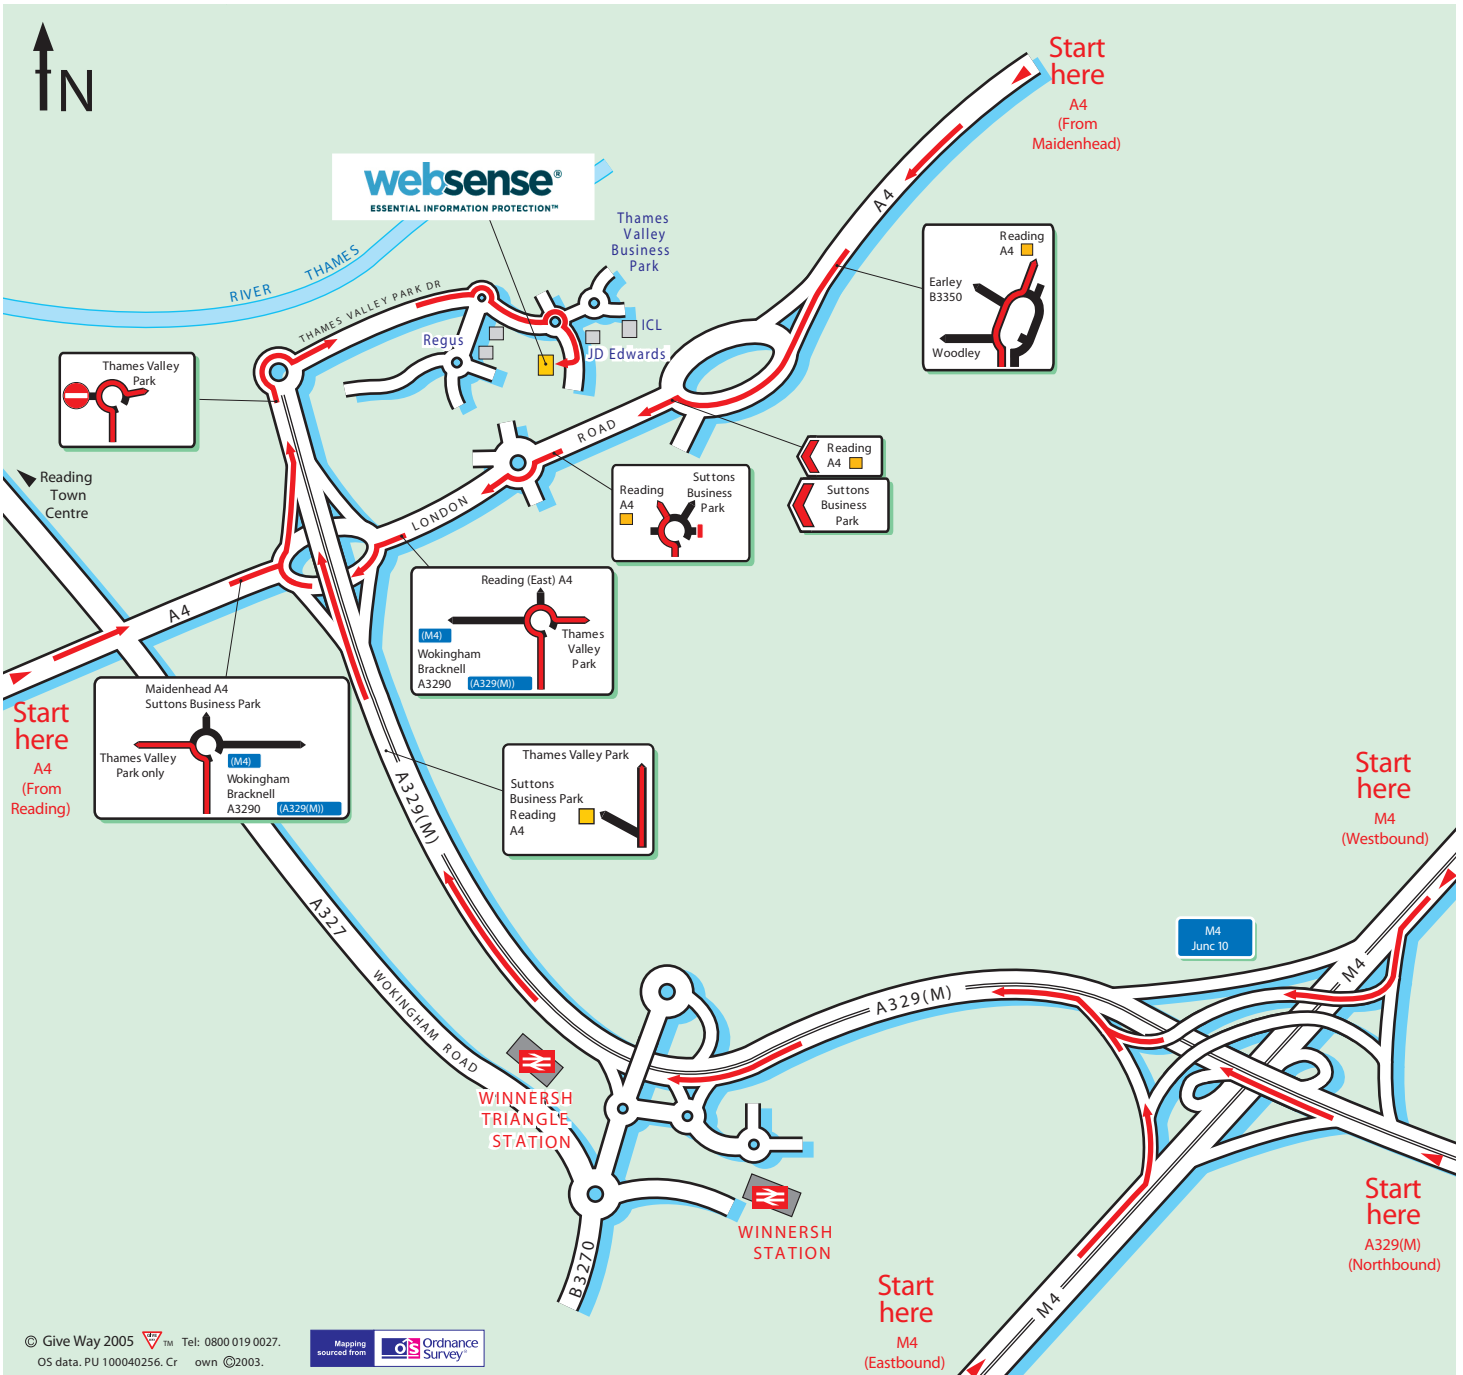 N
Start
here
A4
(From
Maidenhead)
websense®
ESSENTIAL INFORMATION PROTECTION™
Thames
Valley
Business
Park
A4
Reading
A4
Earley
B3350
Woodley
RIVER THAMES
THAMES VALLEY PARK DR
Regus
ICL
JD Edwards
Thames Valley
Park
ROAD
Reading
A4
Suttons
Business
Park
Reading
Town
Centre
Reading
A4
Suttons
Business
Park
LONDON
Reading (East) A4
(M4)
Wokingham
Bracknell
A3290 (A329(M))
Thames
Valley
Park
A4
Start
here
A4
(From
Reading)
Maidenhead A4
Suttons Business Park
Thames Valley
Park only
(M4)
Wokingham
Bracknell
A3290 (A329(M))
Thames Valley Park
Suttons
Business Park
Reading
A4
A329(M)
Start
here
M4
(Westbound)
A327
WOKINGHAM ROAD
M4
Junc 10
M4
A329(M)
WINNERSH
TRIANGLE
STATION
WINNERSH
STATION
B3270
Start
here
A329(M)
(Northbound)
Start
here
M4
(Eastbound)
M4
© Give Way 2005 GIVE WAY TM Tel: 0800 019 0027.
OS data. PU 100040256. Cr own ©2003.
Mapping
sourced from
OS Ordnance
Survey®